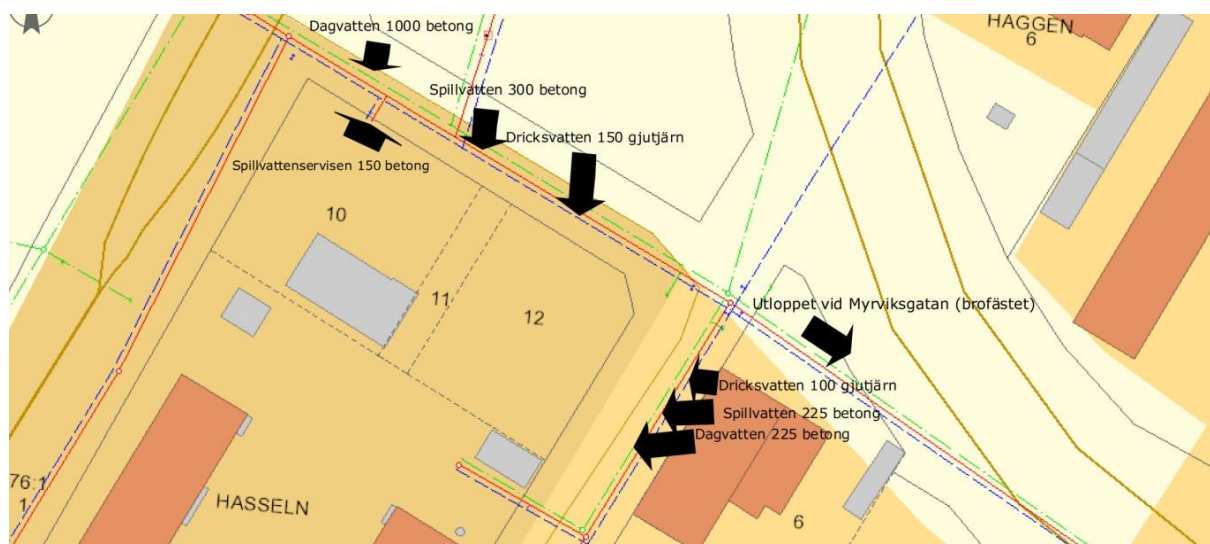 Dagvatten 1000 betong
HAGGEN
6
Spillvatten 300 betong
Dricksvatten 150 gjutjärn
Spillvattenservisen 150 betong
10
11
12
Utloppet vid Myrviksgatan (brofästet)
Dricksvatten 100 gjutjärn
Spillvatten 225 betong
Dagvatten 225 betong
76:1
1
HASSELN
6